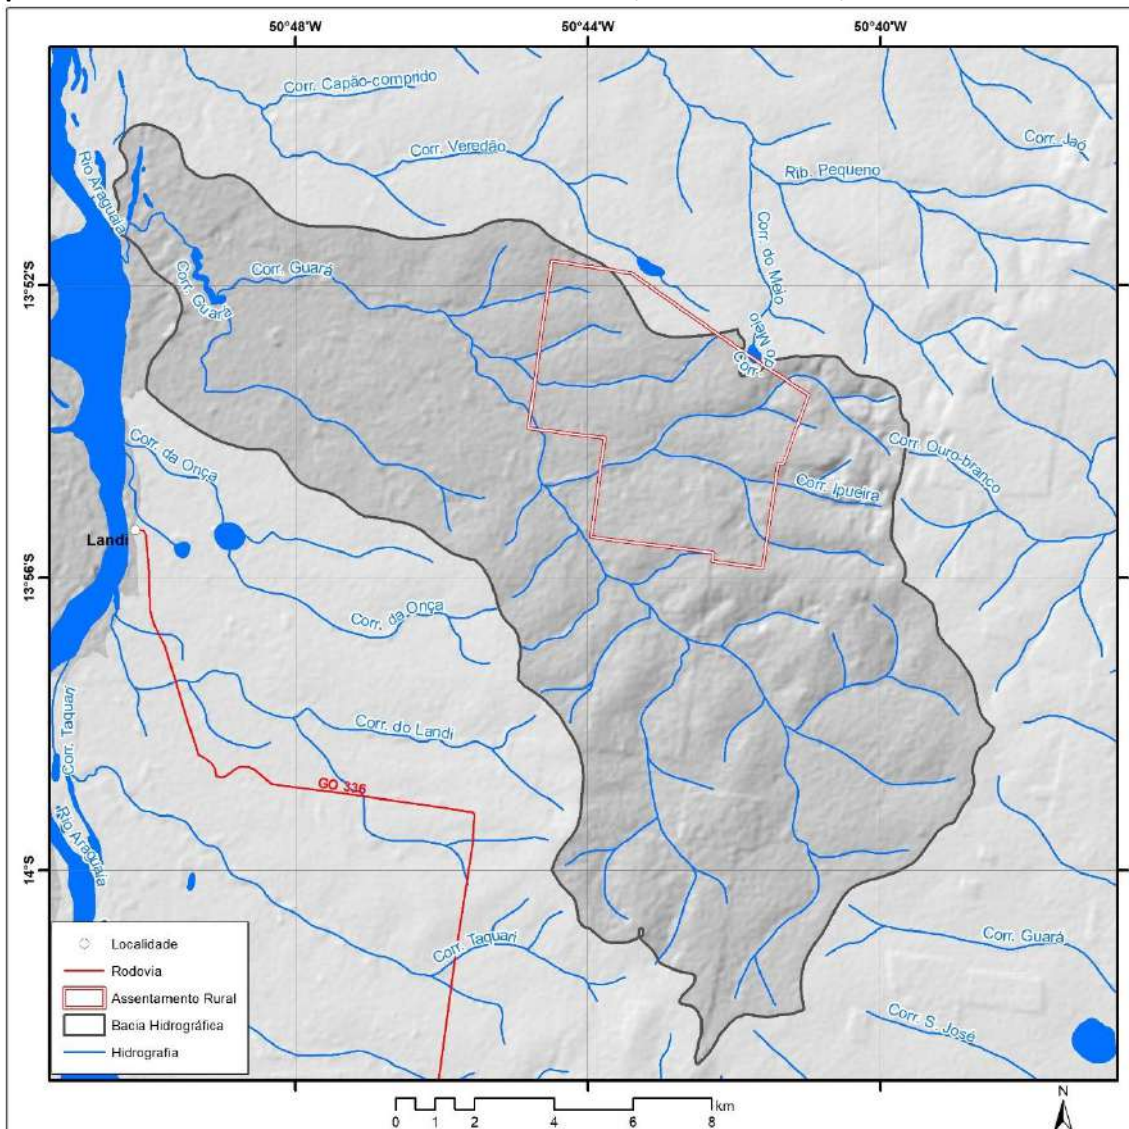 50°48'W
50°44'W
50°40'W
Corr. Capão-comprido
Corr. Jaó
Corr. Veredão
Rib. Pequeno
Rio Araguaia
Corr. do Meio
13°52'S
Corr. Guará
Corr. Guará
Corr. do Meio
Corr. da Onça
Corr. Ouro-branco
Corr. Ipueira
Landi
13°56'S
Corr. da Onça
Corr. Taquari
Corr. do Landi
GO 336
Rio Araguaia
14°S
Corr. Taquari
Corr. Guará
Corr. S. José
Localidade
Rodovia
Assentamento Rural
Bacia Hidrográfica
Hidrografia
0 1 2 4 6 8 km
N